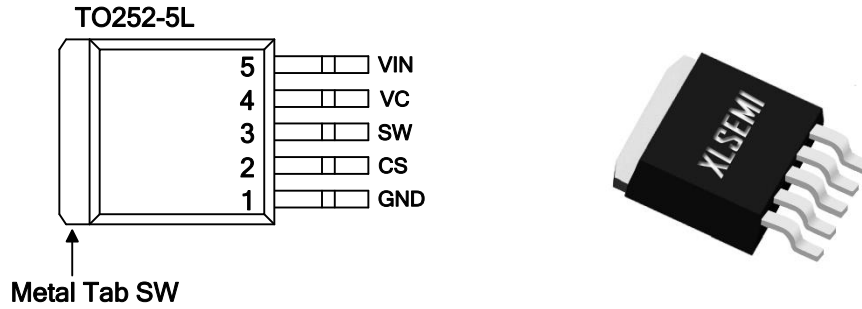 TO252-5L
5 VIN
4 VC
3 SW
2 CS
1 GND
Metal Tab SW
XLSEMI